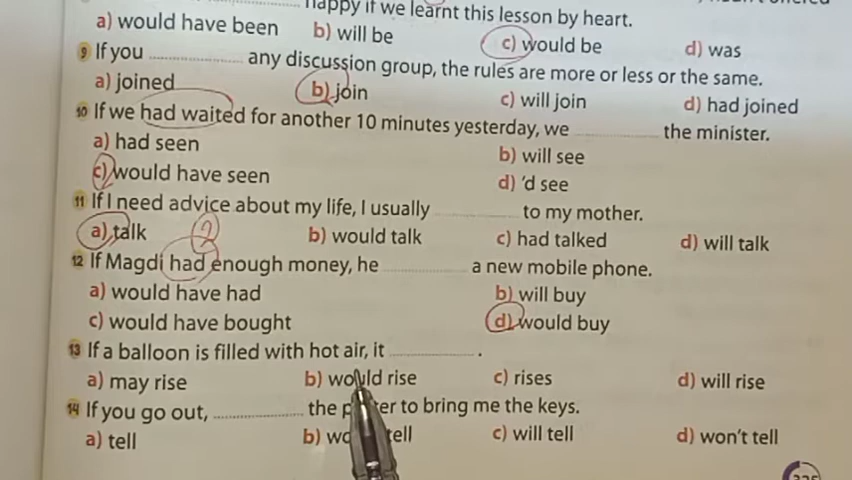 happy if we learnt this lesson by heart.
a) would have been b) will be c) would be d) was
9 If you ............ any discussion group, the rules are more or less or the same.
a) joined b) join c) will join d) had joined
10 If we had waited for another 10 minutes yesterday, we ............ the minister.
a) had seen b) will see
c) would have seen d) 'd see
11 If I need advice about my life, I usually ............ to my mother.
a) talk b) would talk c) had talked d) will talk
2
12 If Magdi had enough money, he ............ a new mobile phone.
a) would have had b) will buy
c) would have bought d) would buy
13 If a balloon is filled with hot air, it ............ .
a) may rise b) would rise c) rises d) will rise
14 If you go out, ............ the to bring me the keys.
a) tell b) tell c) will tell d) won't tell